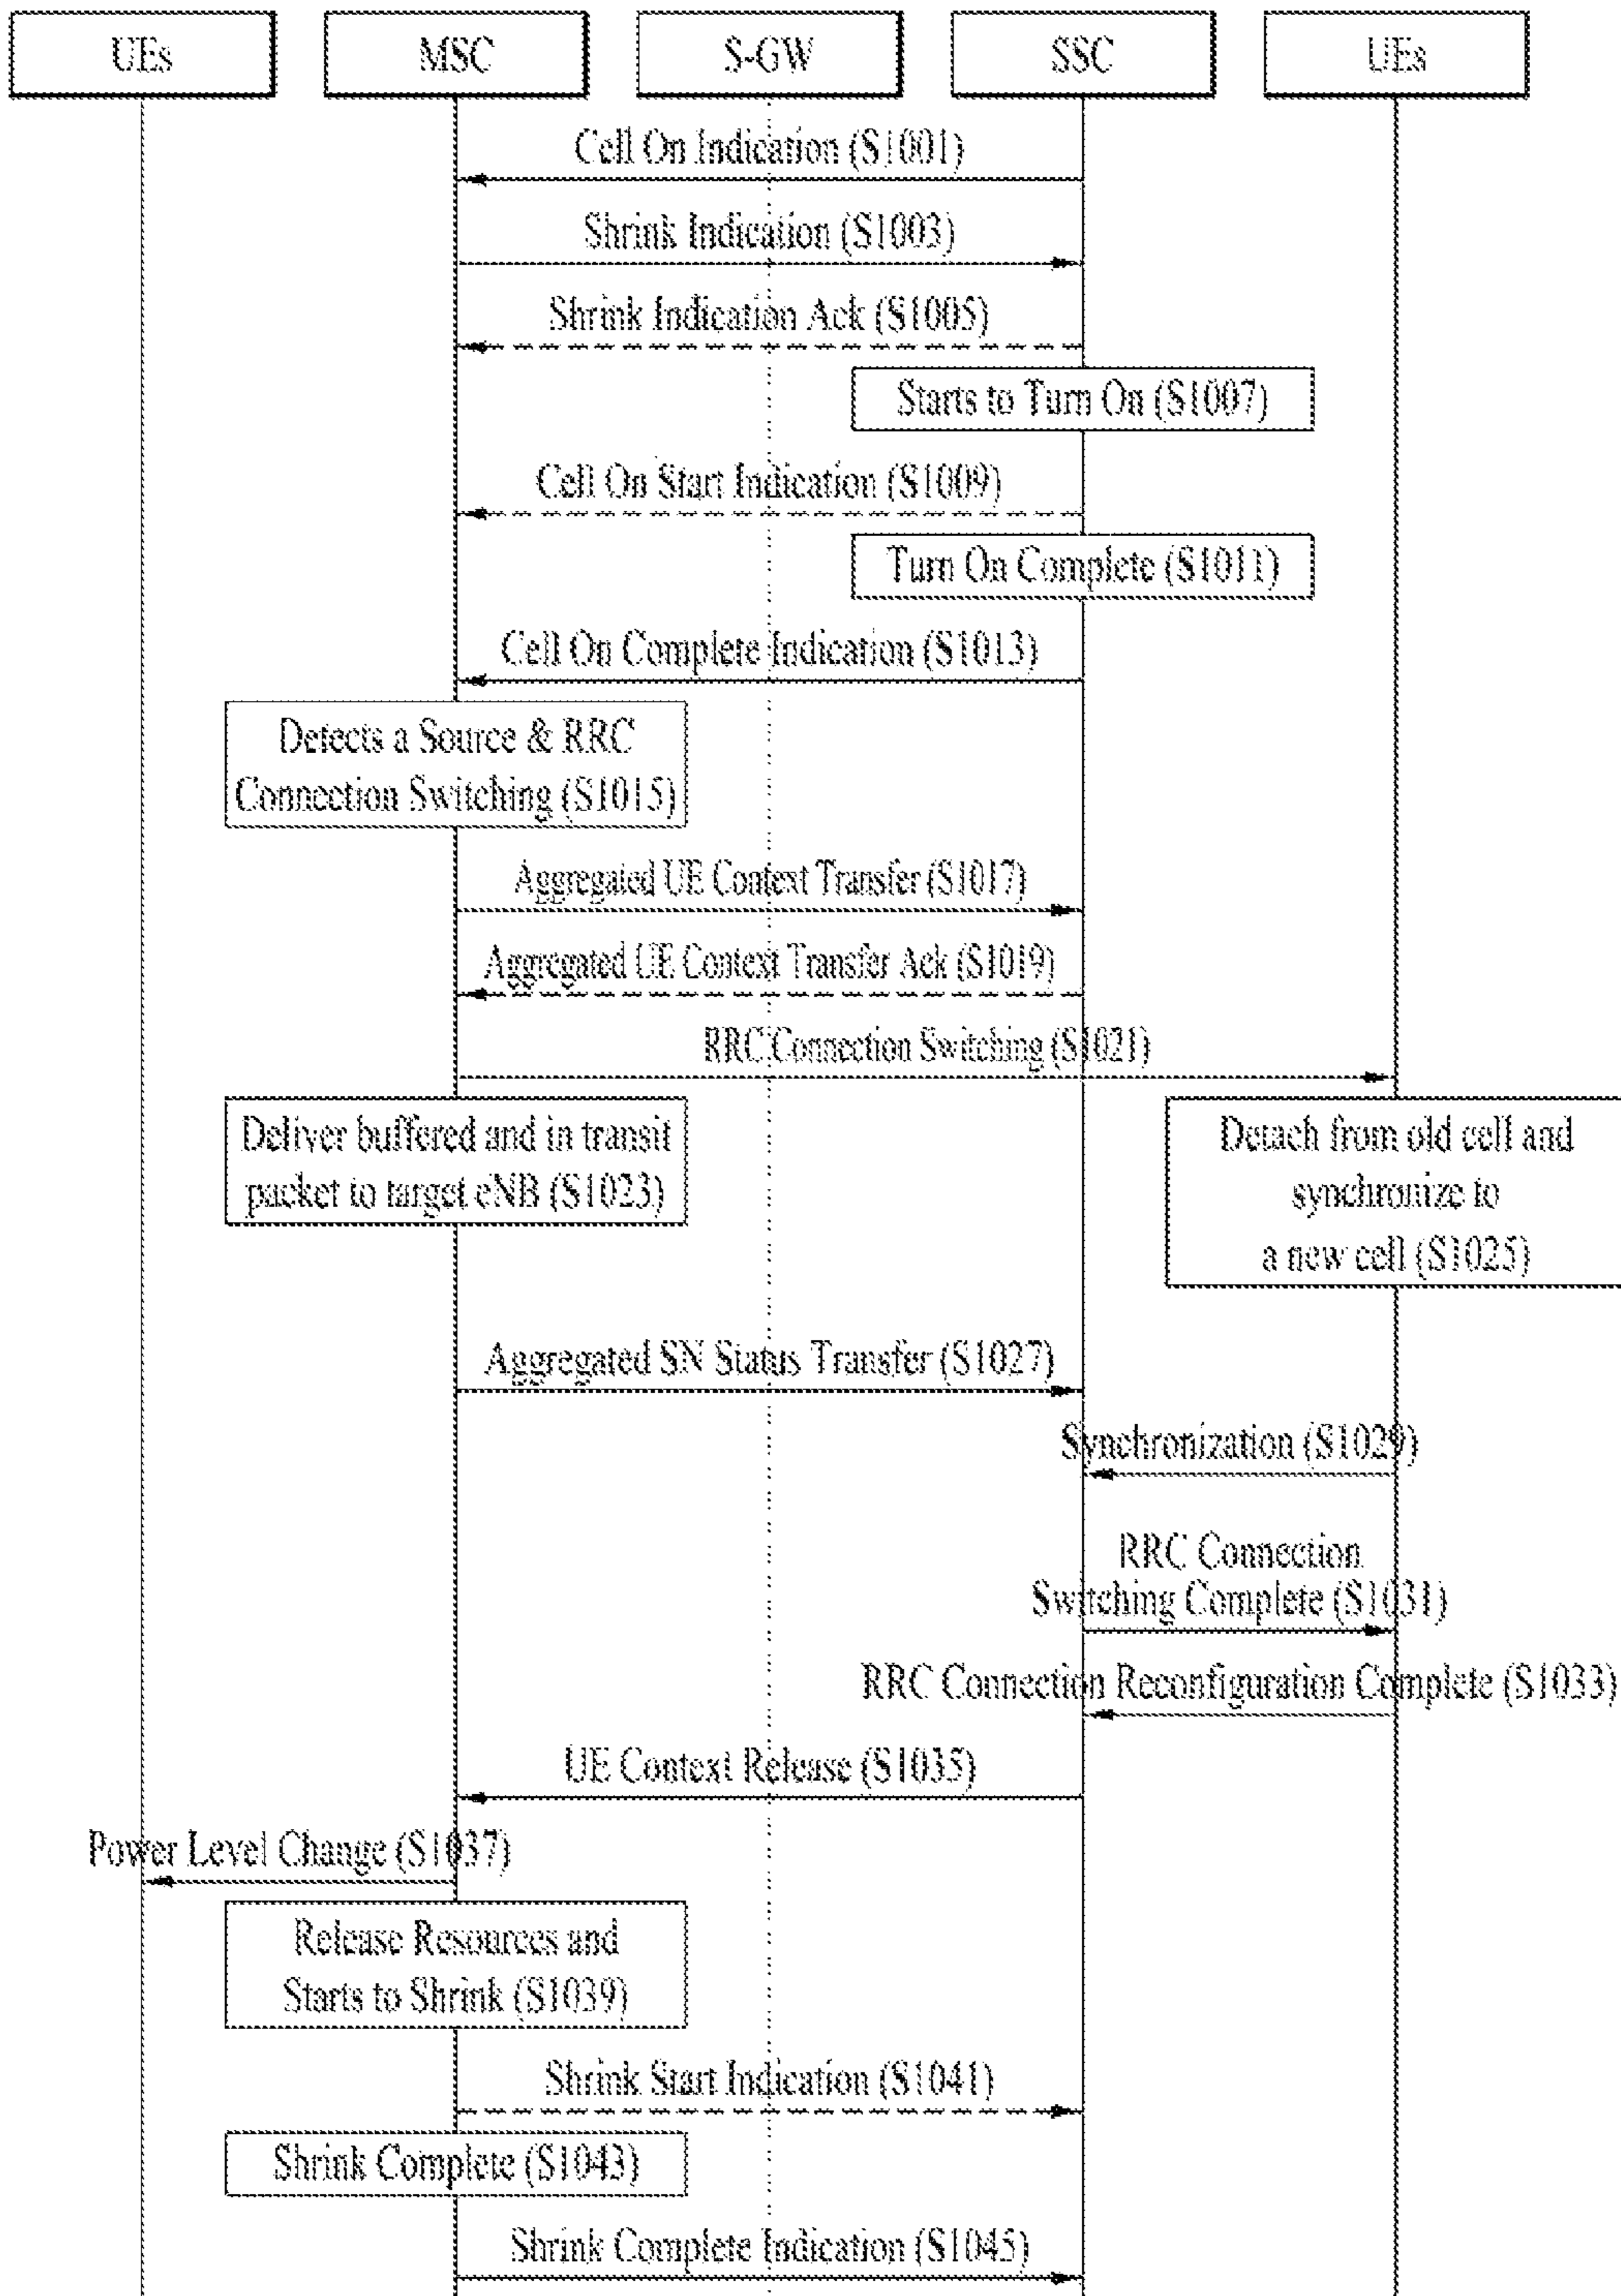 UEs
MSC
S-GW
SSC
UEs
Cell On Indication (S1001)
Shrink Indication (S1003)
Shrink Indication Ack (S1005)
Starts to Turn On (S1007)
Cell On Start Indication (S1009)
Turn On Complete (S1011)
Cell On Complete Indication (S1013)
Detects a Source & RRC
Connection Switching (S1015)
Aggregated UE Context Transfer (S1017)
Aggregated UE Context Transfer Ack (S1019)
RRC Connection Switching (S1021)
Deliver buffered and in transit
packet to target eNB (S1023)
Detach from old cell and
synchronize to
a new cell (S1025)
Aggregated SN Status Transfer (S1027)
Synchronization (S1029)
RRC Connection
Switching Complete (S1031)
RRC Connection Reconfiguration Complete (S1033)
UE Context Release (S1035)
Power Level Change (S1037)
Release Resources and
Starts to Shrink (S1039)
Shrink Start Indication (S1041)
Shrink Complete (S1043)
Shrink Complete Indication (S1045)